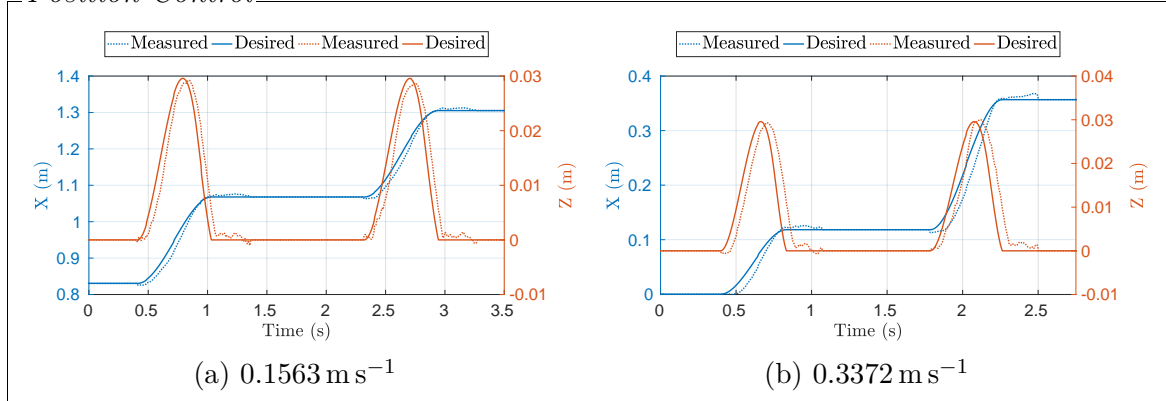 Position Control
Measured Desired Measured Desired
1.4
1.3
1.2
1.1
1
0.9
0.8
X (m)
0.03
0.02
0.01
0
-0.01
Z (m)
0 0.5 1 1.5 2 2.5 3 3.5
Time (s)
(a) 0.1563 m s⁻¹
Measured Desired Measured Desired
0.4
0.3
0.2
0.1
0
X (m)
0.04
0.03
0.02
0.01
0
-0.01
Z (m)
0 0.5 1 1.5 2 2.5
Time (s)
(b) 0.3372 m s⁻¹